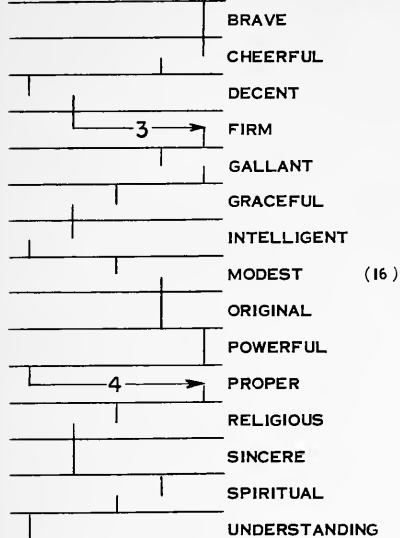 BRAVE
CHEERFUL
DECENT
3 FIRM
GALLANT
GRACEFUL
INTELLIGENT
MODEST (16)
ORIGINAL
POWERFUL
4 PROPER
RELIGIOUS
SINCERE
SPIRITUAL
UNDERSTANDING